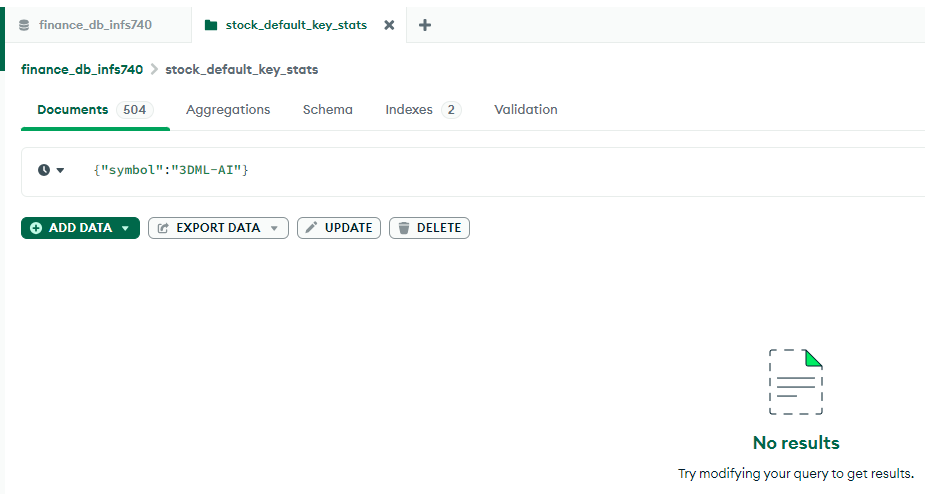 finance_db_infs740
stock_default_key_stats
finance_db_infs740 > stock_default_key_stats
Documents 504 Aggregations Schema Indexes 2 Validation
{"symbol":"3DML-AI"}
ADD DATA EXPORT DATA UPDATE DELETE
No results
Try modifying your query to get results.